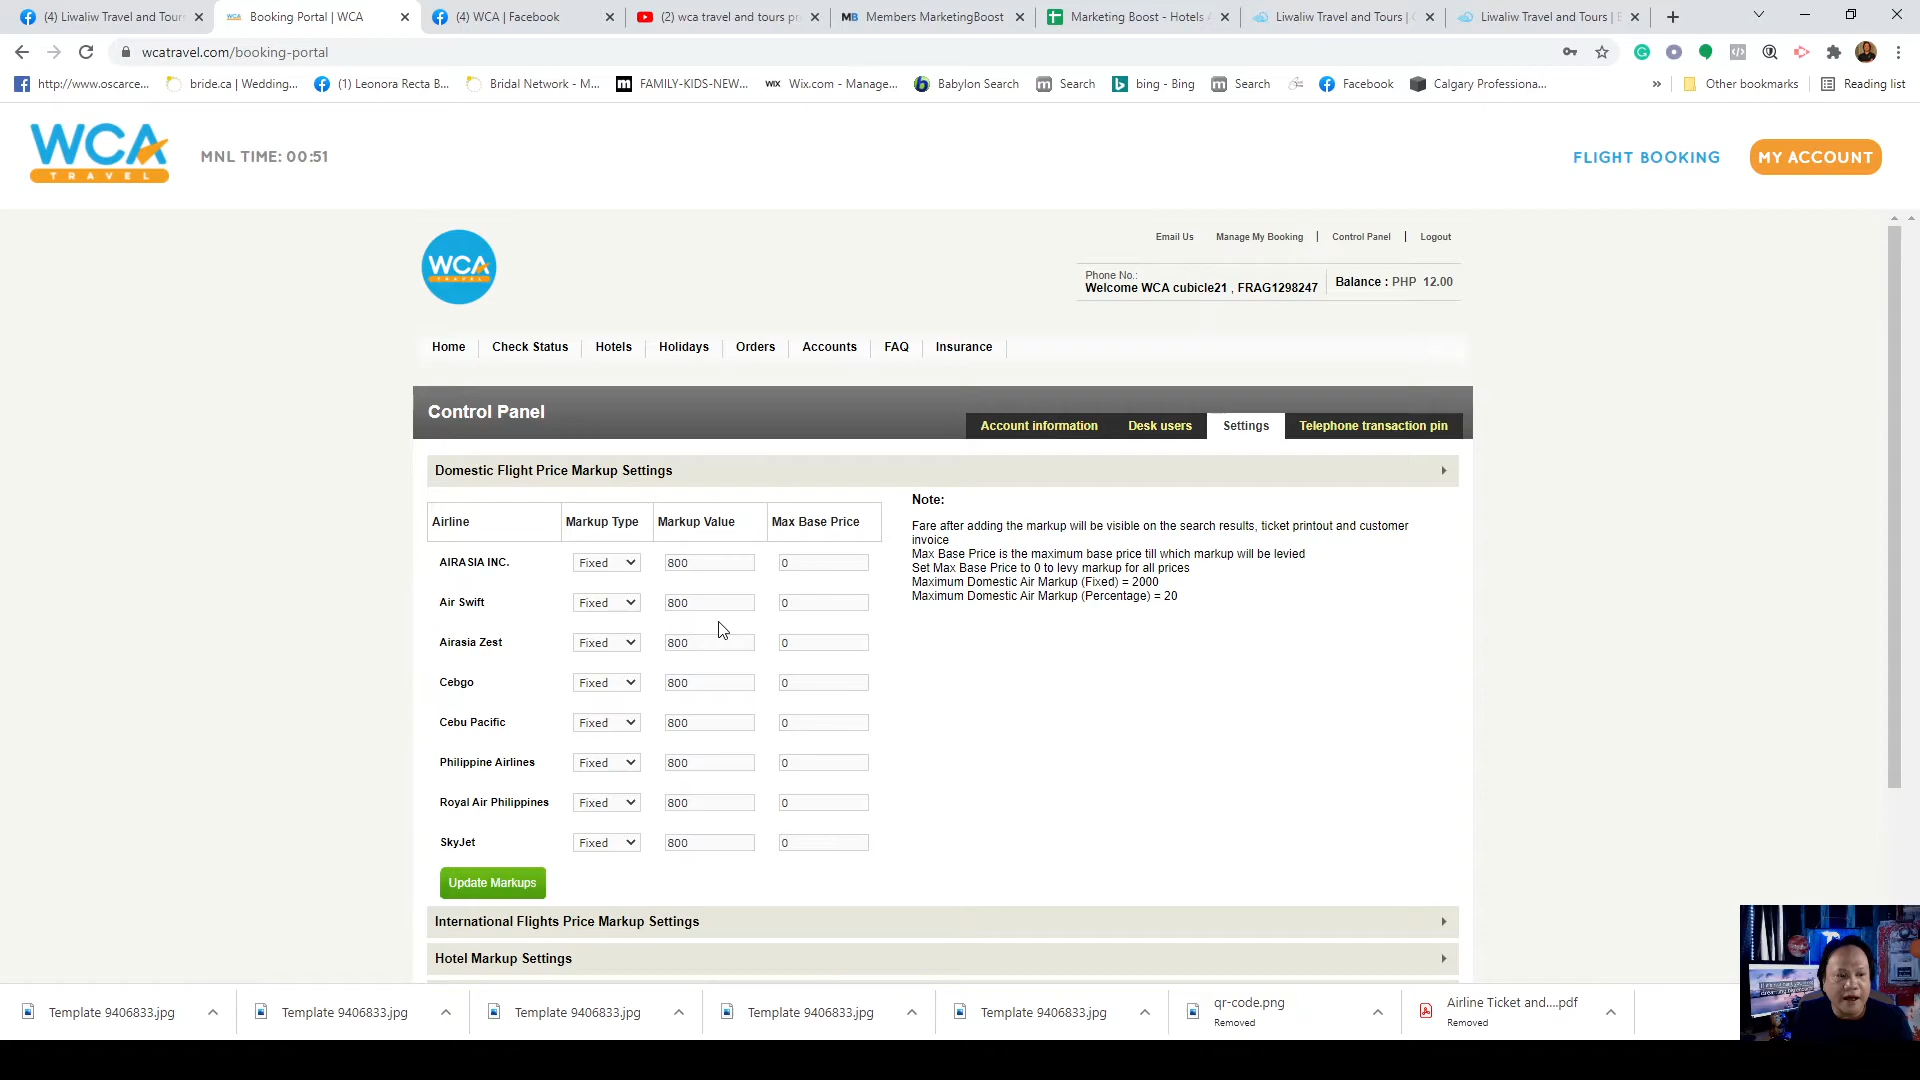 (4) Liwaliw Travel and Tours
Booking Portal | WCA
(4) WCA | Facebook
(2) wca travel and tours pr
Members MarketingBoost
Marketing Boost - Hotels A
Liwaliw Travel and Tours | C
Liwaliw Travel and Tours | E
wcatravel.com/booking-portal
http://www.oscarce...
bride.ca | Wedding...
(1) Leonora Recta B...
Bridal Network - M...
FAMILY-KIDS-NEW...
Wix.com - Manage...
Babylon Search
Search
bing - Bing
Search
Facebook
Calgary Professiona...
Other bookmarks
Reading list
WCA
TRAVEL
MNL TIME: 00:51
FLIGHT BOOKING
MY ACCOUNT
WCA
TRAVEL
Email Us
Manage My Booking
Control Panel
Logout
Phone No.:
Welcome WCA cubicle21 , FRAG1298247
Balance : PHP 12.00
Home
Check Status
Hotels
Holidays
Orders
Accounts
FAQ
Insurance
Control Panel
Account information
Desk users
Settings
Telephone transaction pin
Domestic Flight Price Markup Settings
Airline Markup Type Markup Value Max Base Price
AIRASIA INC. Fixed 800 0
Air Swift Fixed 800 0
Airasia Zest Fixed 800 0
Cebgo Fixed 800 0
Cebu Pacific Fixed 800 0
Philippine Airlines Fixed 800 0
Royal Air Philippines Fixed 800 0
SkyJet Fixed 800 0
Update Markups
Note:
Fare after adding the markup will be visible on the search results, ticket printout and customer
invoice
Max Base Price is the maximum base price till which markup will be levied
Set Max Base Price to 0 to levy markup for all prices
Maximum Domestic Air Markup (Fixed) = 2000
Maximum Domestic Air Markup (Percentage) = 20
International Flights Price Markup Settings
Hotel Markup Settings
Template 9406833.jpg
Template 9406833.jpg
Template 9406833.jpg
Template 9406833.jpg
Template 9406833.jpg
qr-code.png
Removed
Airline Ticket and....pdf
Removed